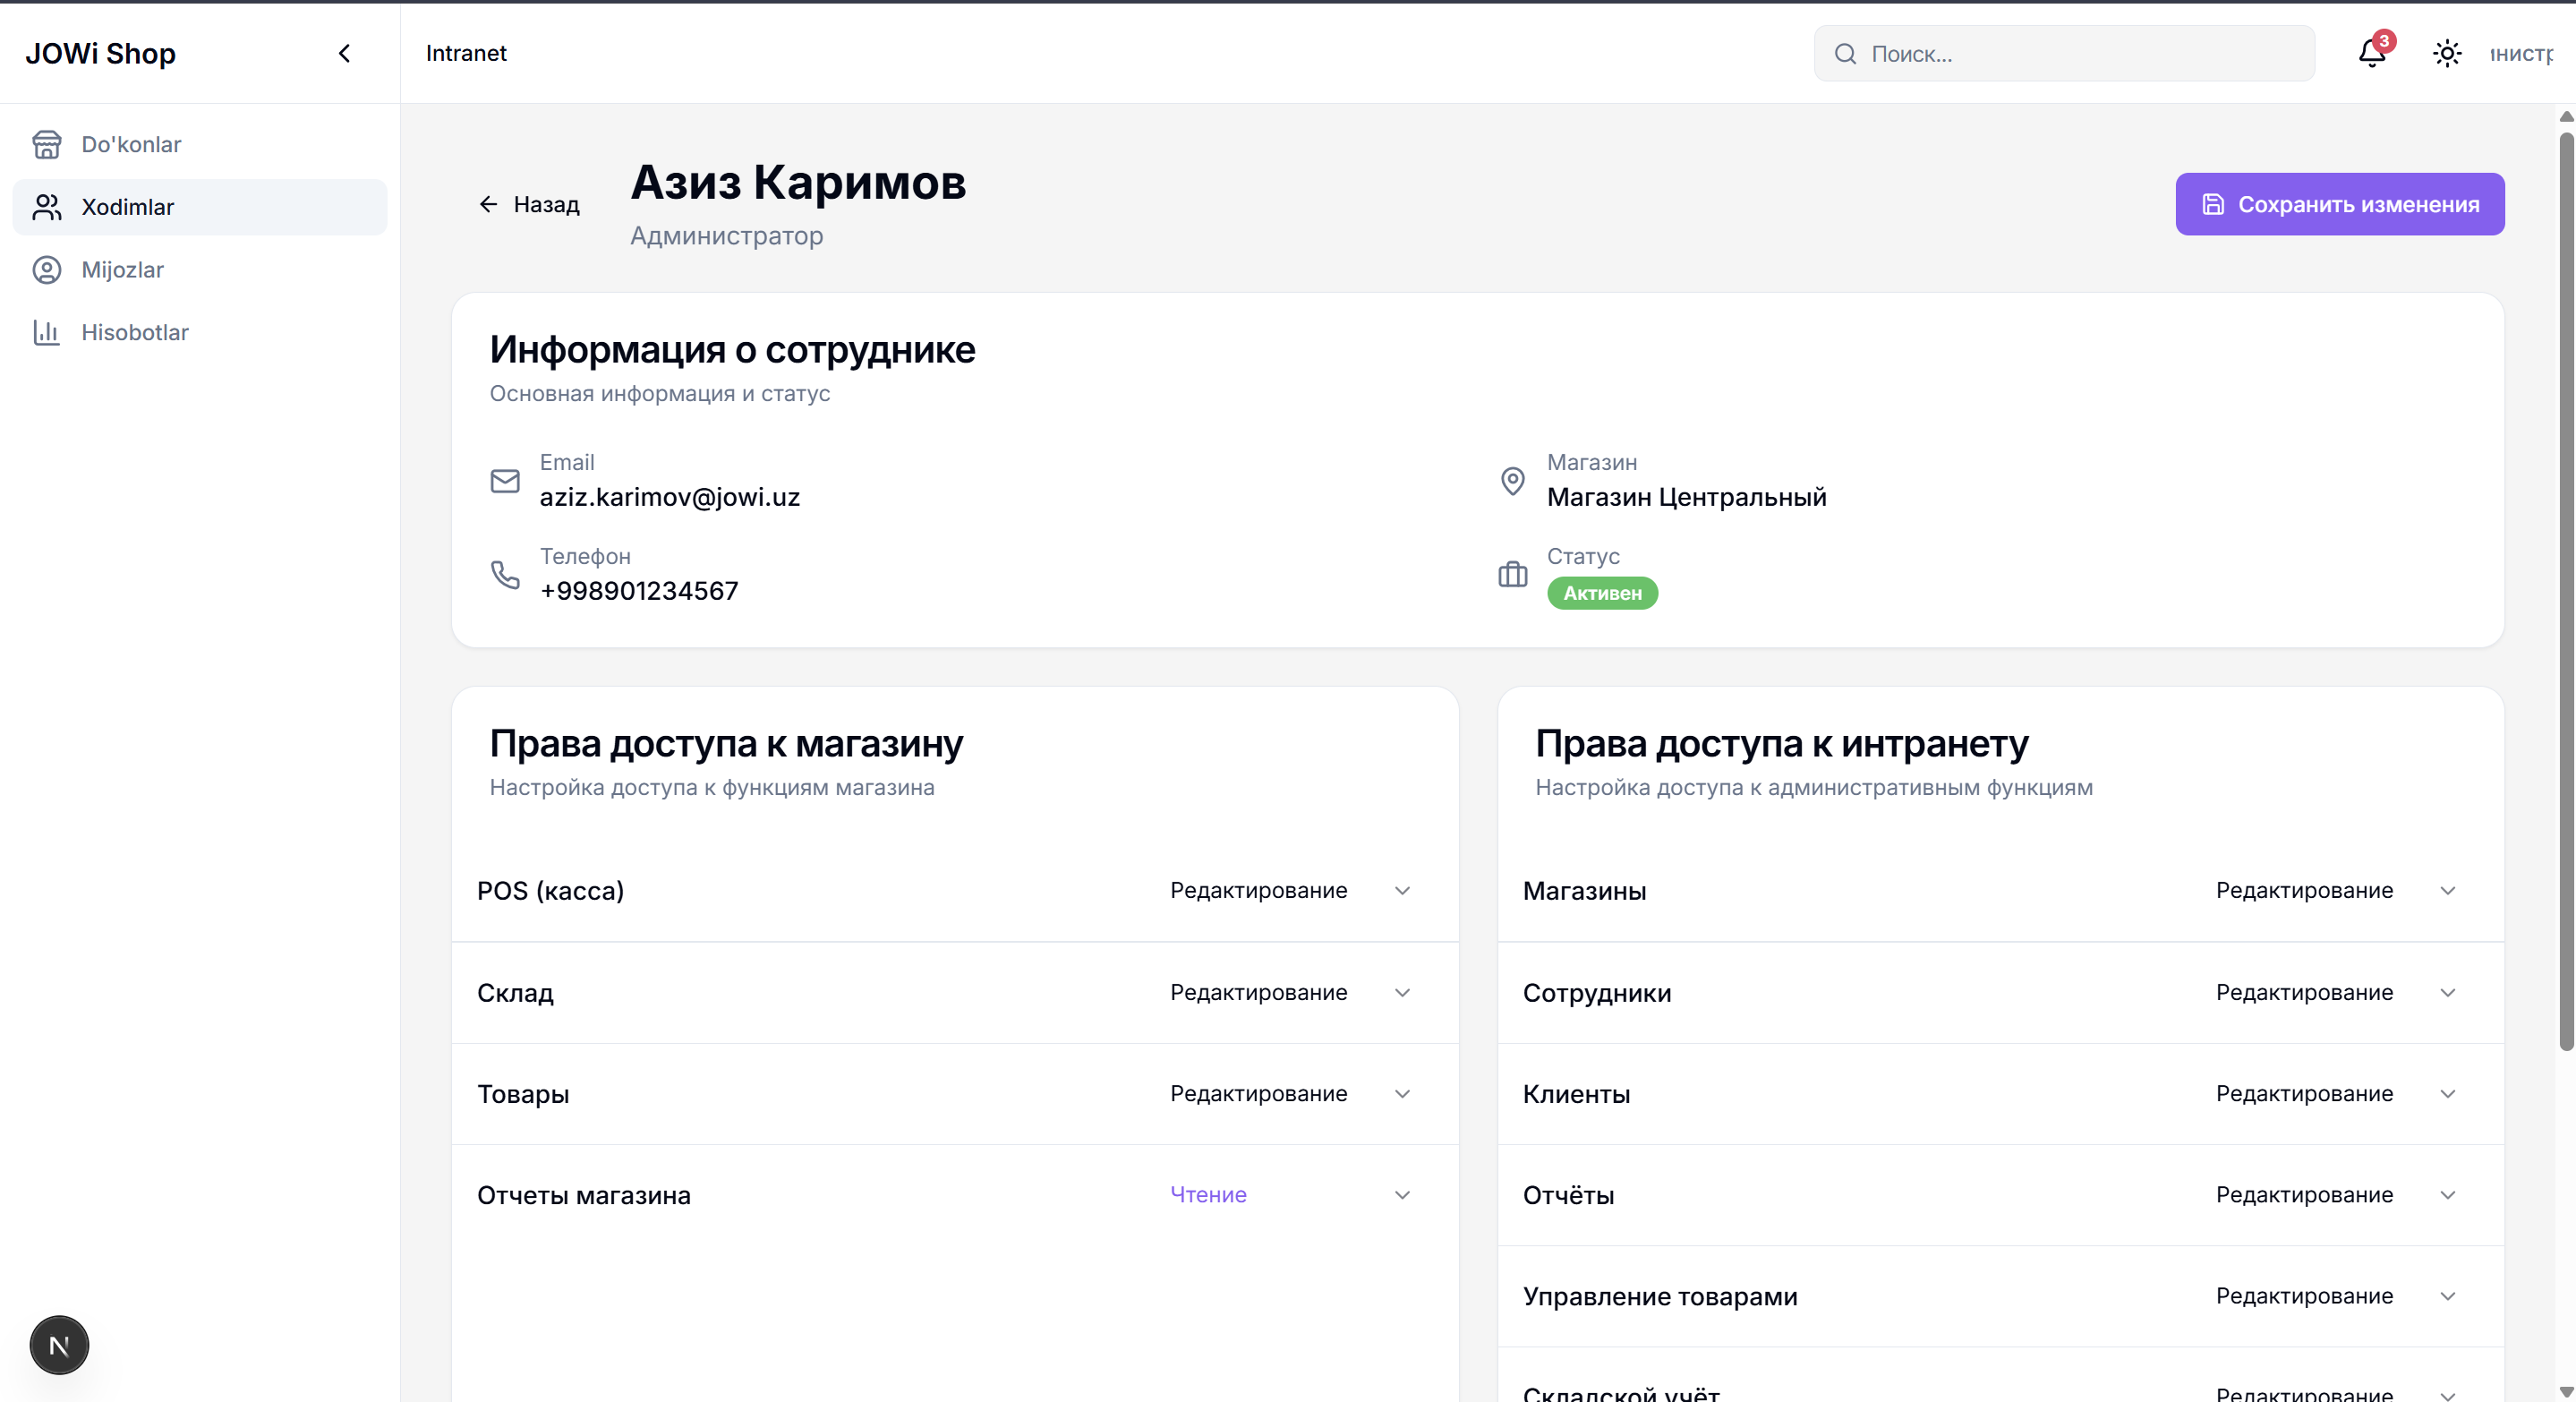 JOWi Shop
Intranet
Поиск...
3
Do'konlar
Xodimlar
Mijozlar
Hisobotlar
Назад
Азиз Каримов
Администратор
Сохранить изменения
Информация о сотруднике
Основная информация и статус
Email
aziz.karimov@jowi.uz
Магазин
Магазин Центральный
Телефон
+998901234567
Статус
Активен
Права доступа к магазину
Настройка доступа к функциям магазина
POS (касса) Редактирование
Склад Редактирование
Товары Редактирование
Отчеты магазина Чтение
Права доступа к интранету
Настройка доступа к административным функциям
Магазины Редактирование
Сотрудники Редактирование
Клиенты Редактирование
Отчёты Редактирование
Управление товарами Редактирование
Складской учёт Редактирование
N